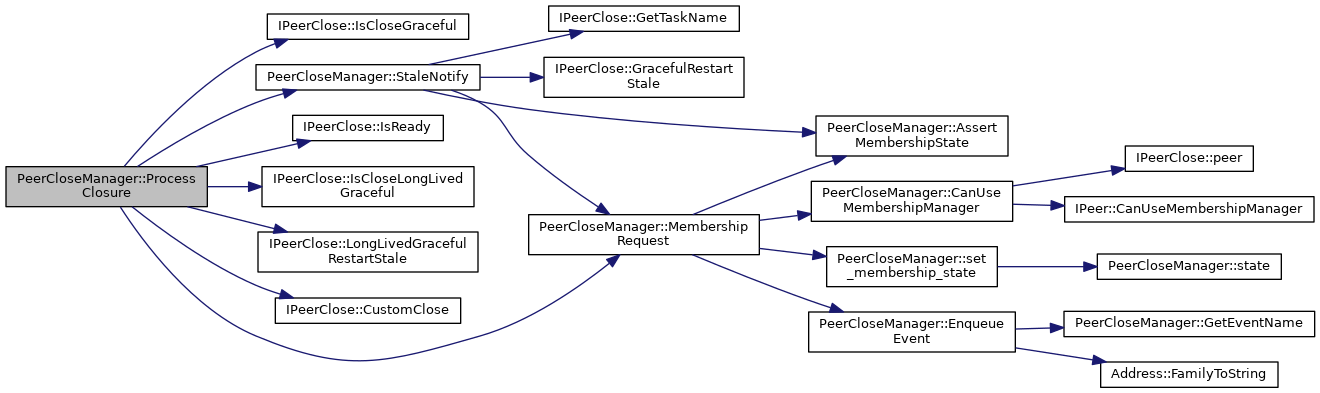 IPeerClose::IsCloseGraceful
IPeerClose::GetTaskName
PeerCloseManager::StaleNotify
IPeerClose::GracefulRestart
Stale
IPeerClose::IsReady
PeerCloseManager::Assert
MembershipState
IPeerClose::peer
PeerCloseManager::Process
Closure
IPeerClose::IsCloseLongLived
Graceful
PeerCloseManager::CanUse
MembershipManager
IPeer::CanUseMembershipManager
IPeerClose::LongLivedGraceful
RestartStale
PeerCloseManager::Membership
Request
PeerCloseManager::set
_membership_state
PeerCloseManager::state
IPeerClose::CustomClose
PeerCloseManager::Enqueue
Event
PeerCloseManager::GetEventName
Address::FamilyToString